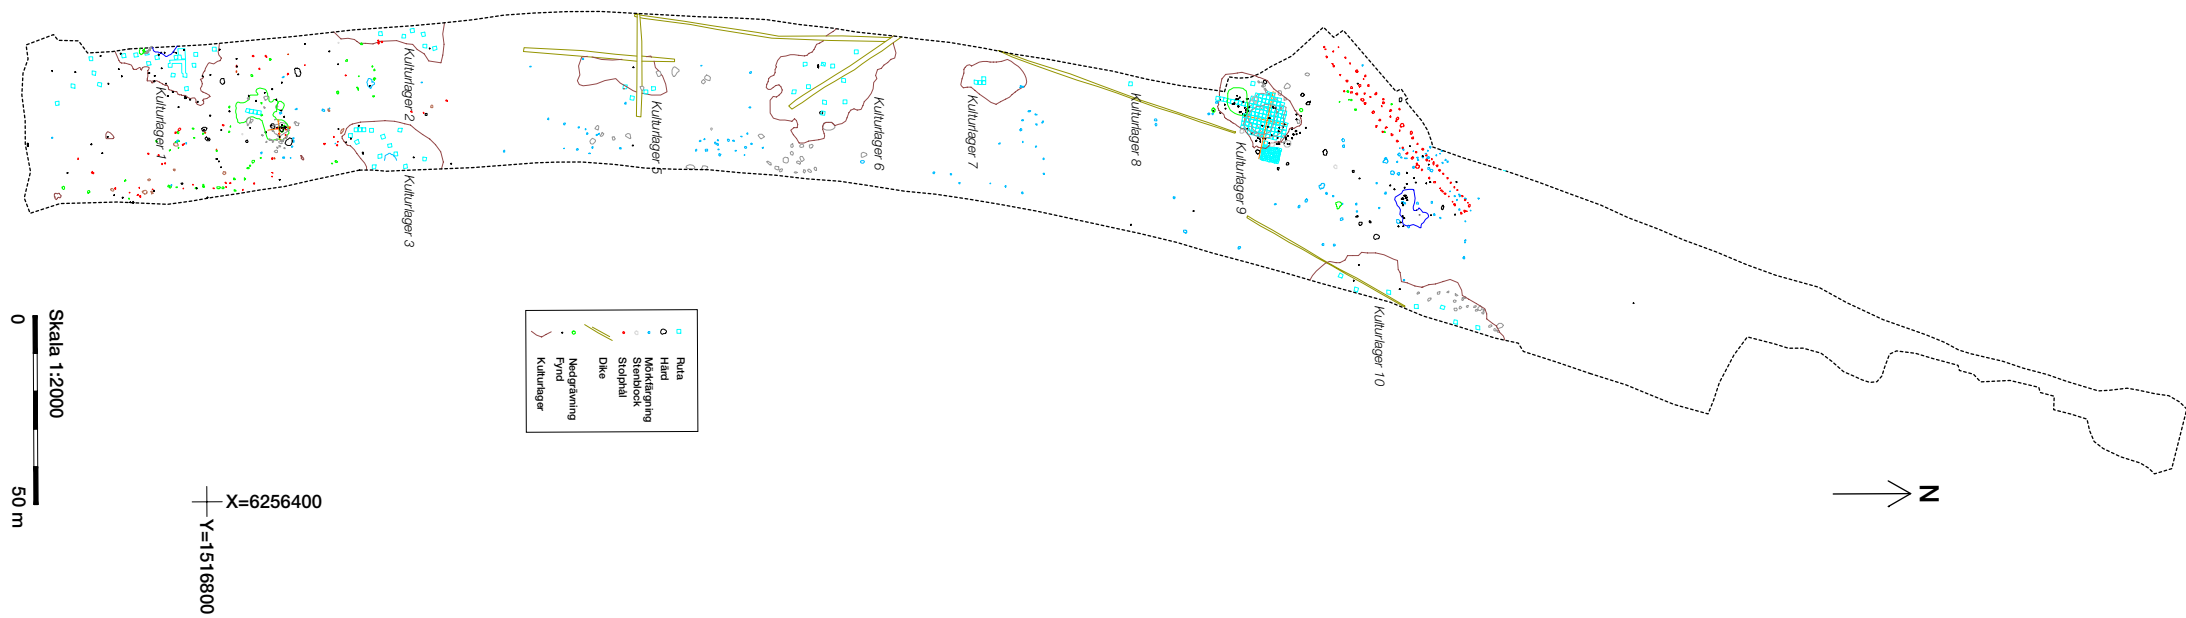 Kulturlager 1
Kulturlager 2
Kulturlager 3
Kulturlager 5
Kulturlager 6
Kulturlager 7
Kulturlager 8
Kulturlager 9
Kulturlager 10
Ruta
Härd
Mörkfärgning
Stenblock
Stolphål
Dike
Nedgrävning
Fynd
Kulturlager
Skala 1:2000
0
50 m
X=6256400
Y=1516800
N